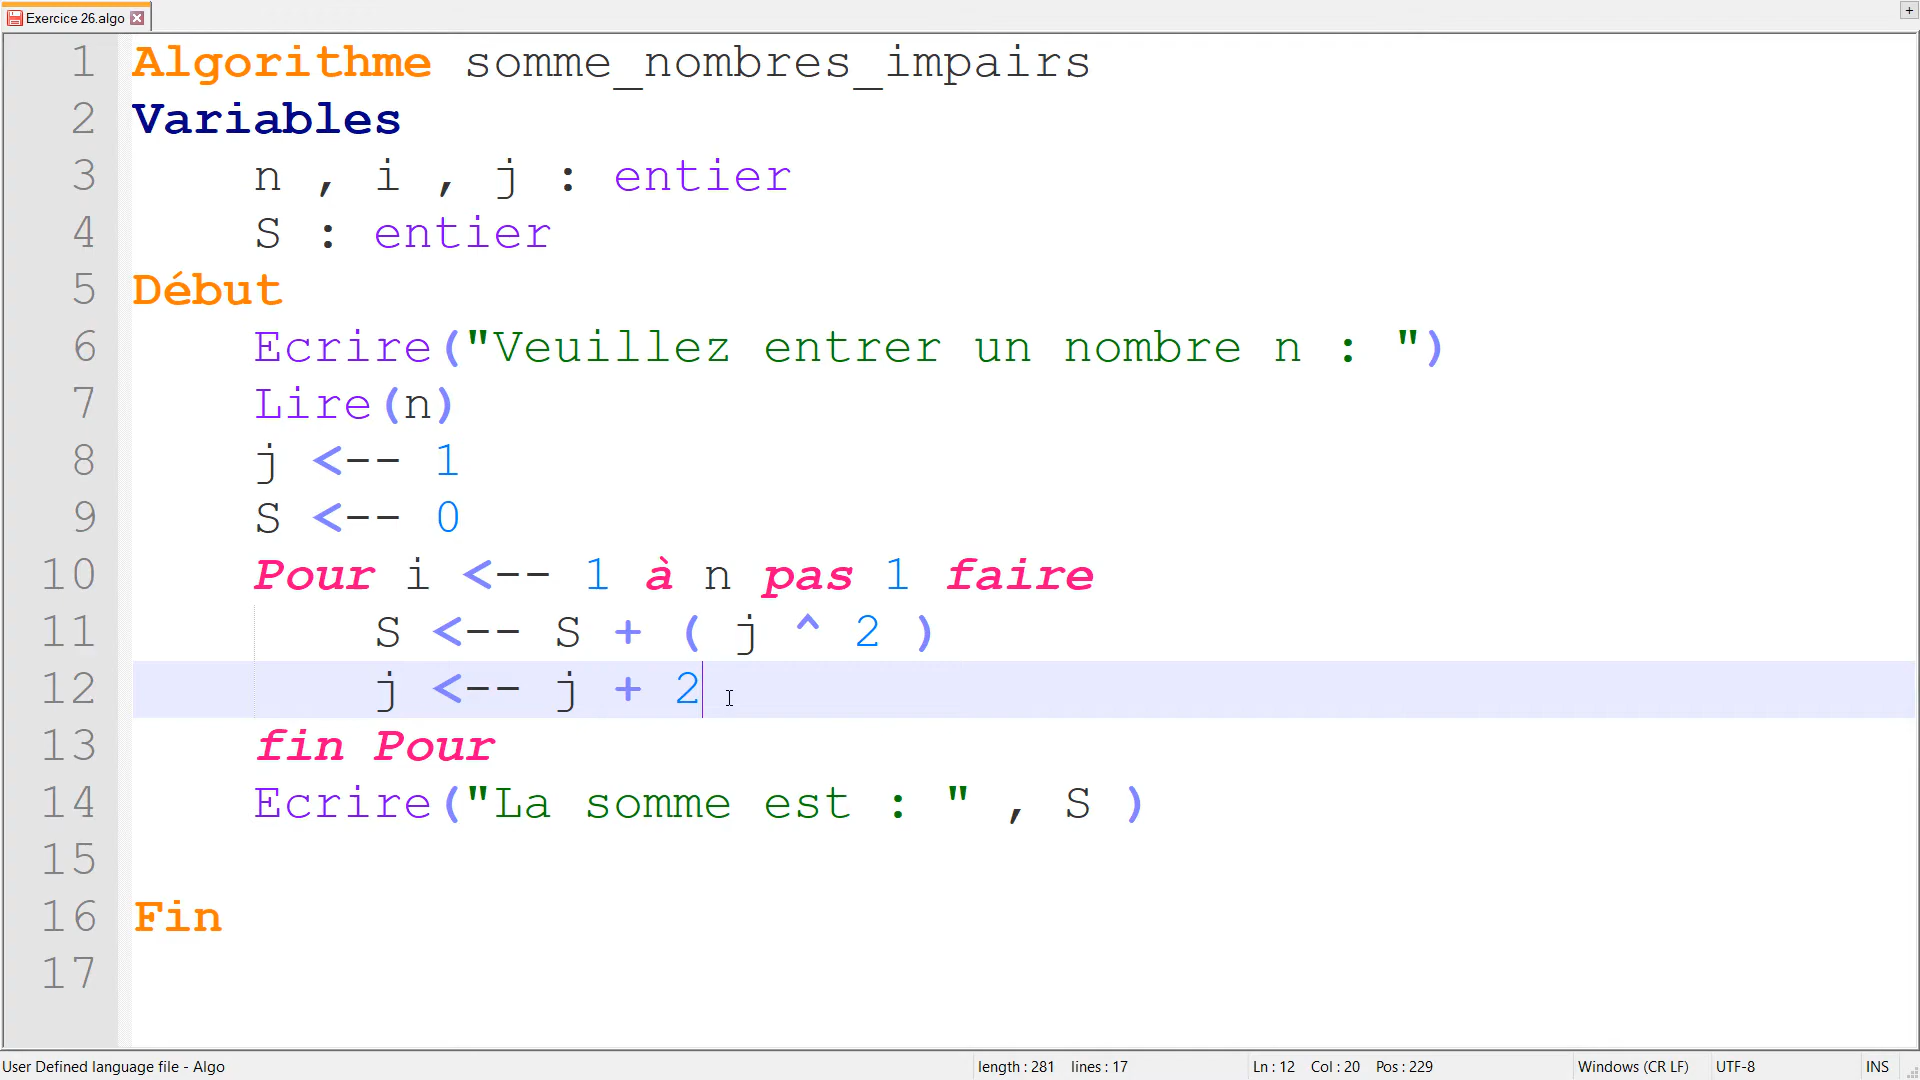 Exercice 26.algo
+
1 Algorithme somme_nombres_impairs
2 Variables
3 n , i , j : entier
4 S : entier
5 Début
6 Ecrire("Veuillez entrer un nombre n : ")
7 Lire(n)
8 j <-- 1
9 S <-- 0
10 Pour i <-- 1 à n pas 1 faire
11 S <-- S + ( j ^ 2 )
12 j <-- j + 2
13 fin Pour
14 Ecrire("La somme est : " , S )
15
16 Fin
17
User Defined language file - Algo length : 281 lines : 17 Ln : 12 Col : 20 Pos : 229 Windows (CR LF) UTF-8 INS